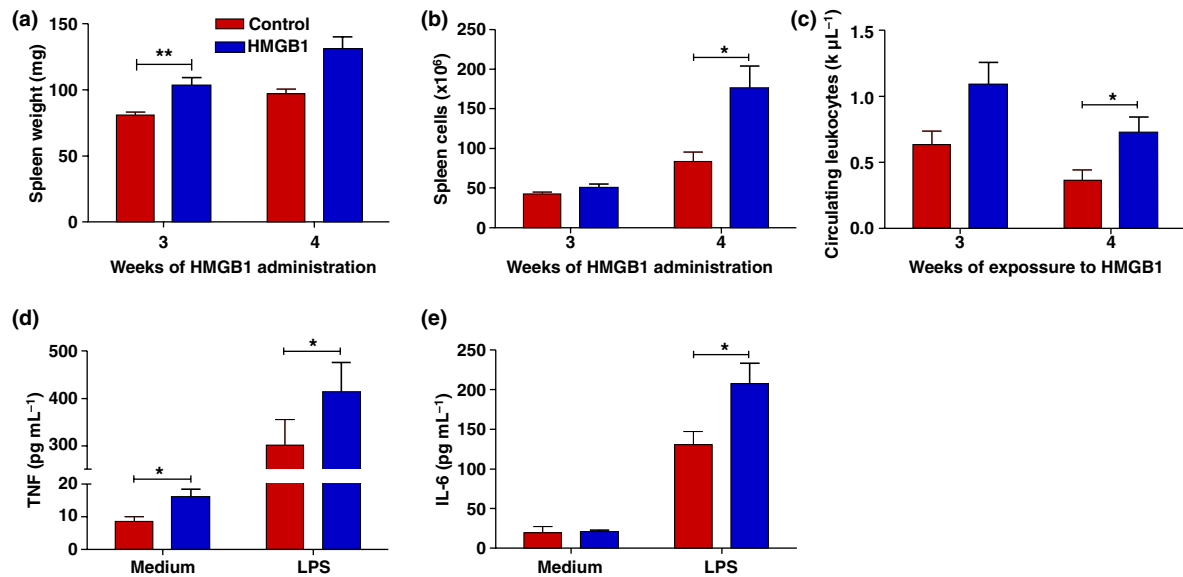 (a)
Spleen weight (mg)
150
100
50
0
**
Control
HMGB1
3
4
Weeks of HMGB1 administration
(b)
Spleen cells (x10⁶)
250
200
150
100
50
0
*
3
4
Weeks of HMGB1 administration
(c)
Circulating leukocytes (k µL⁻¹)
1.5
1.0
0.5
0.0
*
3
4
Weeks of expossure to HMGB1
(d)
TNF (pg mL⁻¹)
500
400
300
20
10
0
*
*
Medium
LPS
(e)
IL-6 (pg mL⁻¹)
250
200
150
100
50
0
*
Medium
LPS